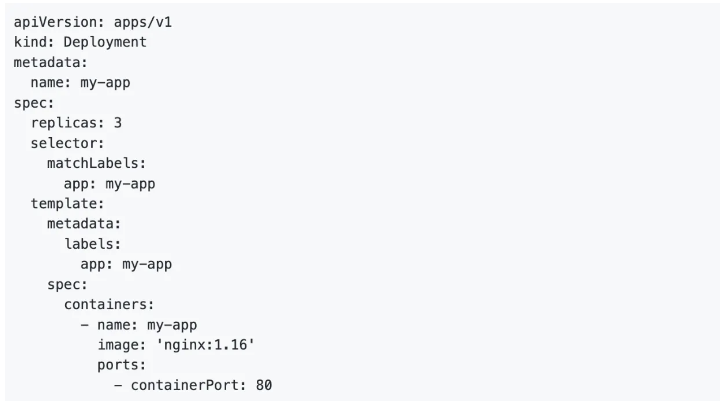 apiVersion: apps/v1
kind: Deployment
metadata:
  name: my-app
spec:
  replicas: 3
  selector:
    matchLabels:
      app: my-app
  template:
    metadata:
      labels:
        app: my-app
    spec:
      containers:
        - name: my-app
          image: 'nginx:1.16'
          ports:
            - containerPort: 80